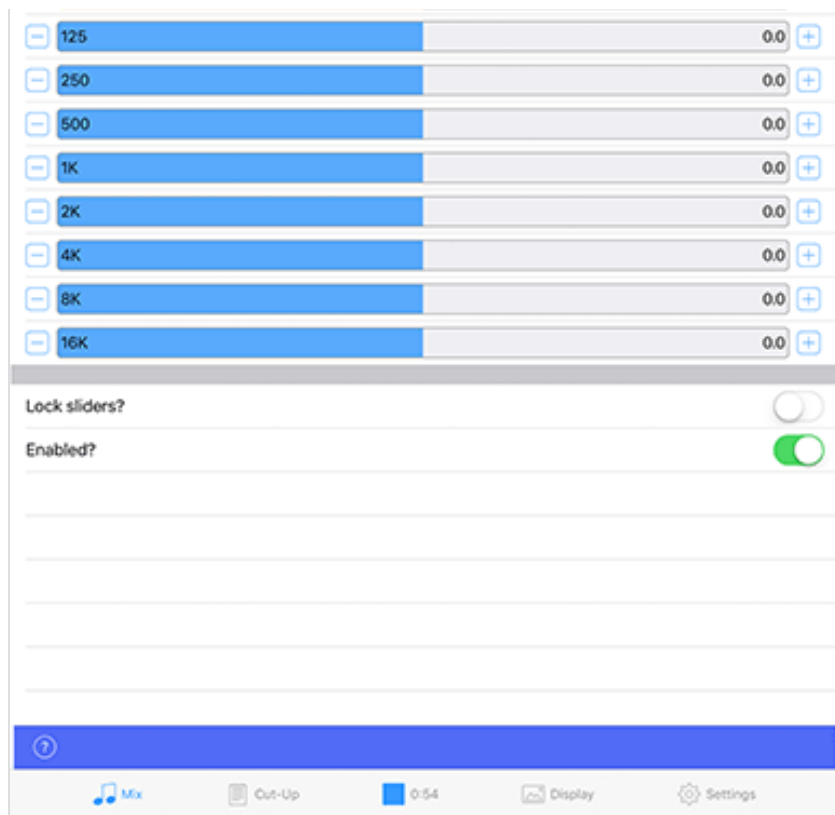 125 0.0
250 0.0
500 0.0
1K 0.0
2K 0.0
4K 0.0
8K 0.0
16K 0.0
Lock sliders?
Enabled?
?
Mix Cut-Up 0:54 Display Settings